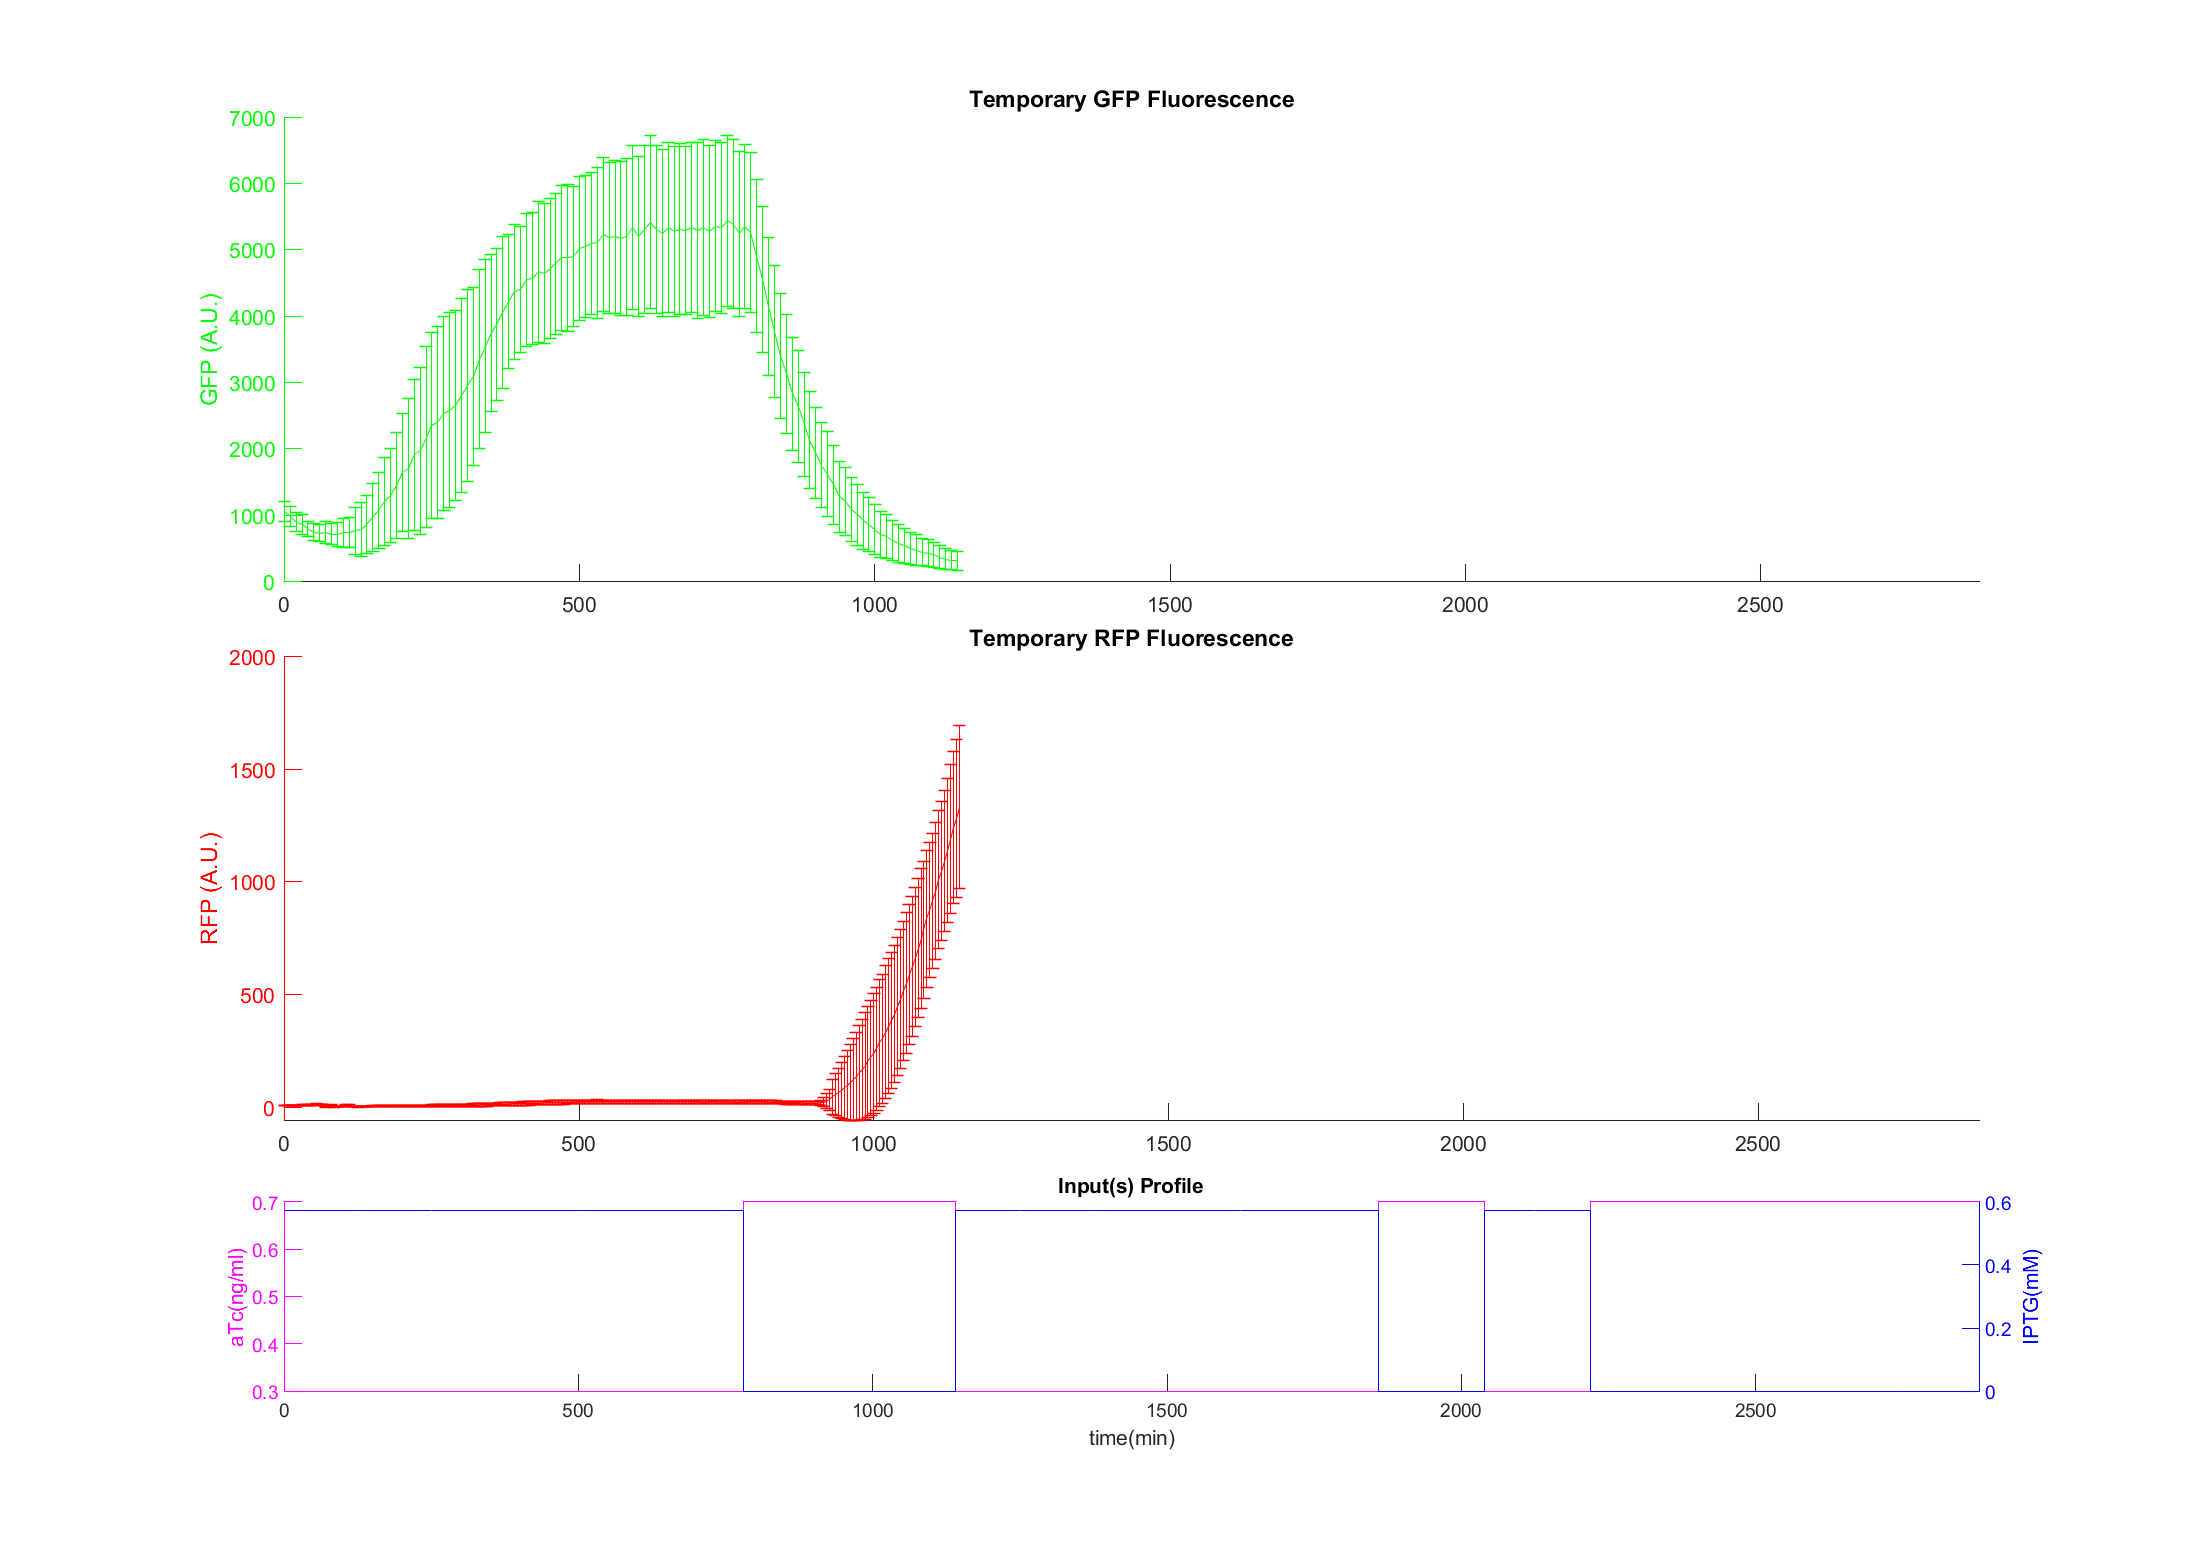 Temporary GFP Fluorescence
GFP (A.U.)
7000
6000
5000
4000
3000
2000
1000
0
0 500 1000 1500 2000 2500
Temporary RFP Fluorescence
RFP (A.U.)
2000
1500
1000
500
0
0 500 1000 1500 2000 2500
Input(s) Profile
aTc(ng/ml)
0.7
0.6
0.5
0.4
0.3
IPTG(mM)
0.6
0.4
0.2
0
0 500 1000 1500 2000 2500
time(min)